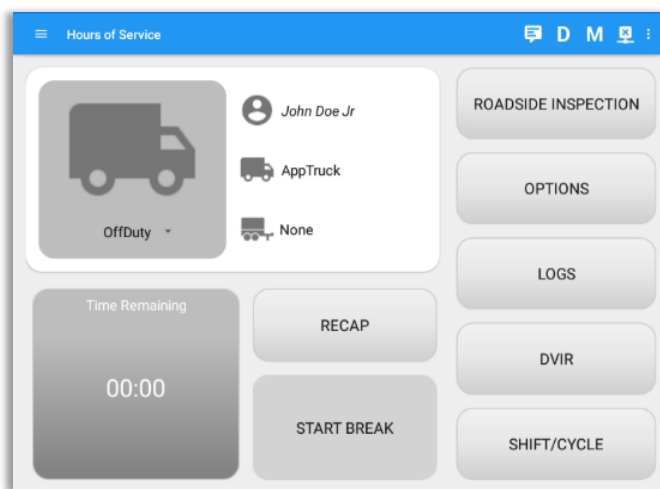 Hours of Service
D M
John Doe Jr
AppTruck
None
OffDuty
ROADSIDE INSPECTION
OPTIONS
LOGS
DVIR
SHIFT/CYCLE
Time Remaining
00:00
RECAP
START BREAK